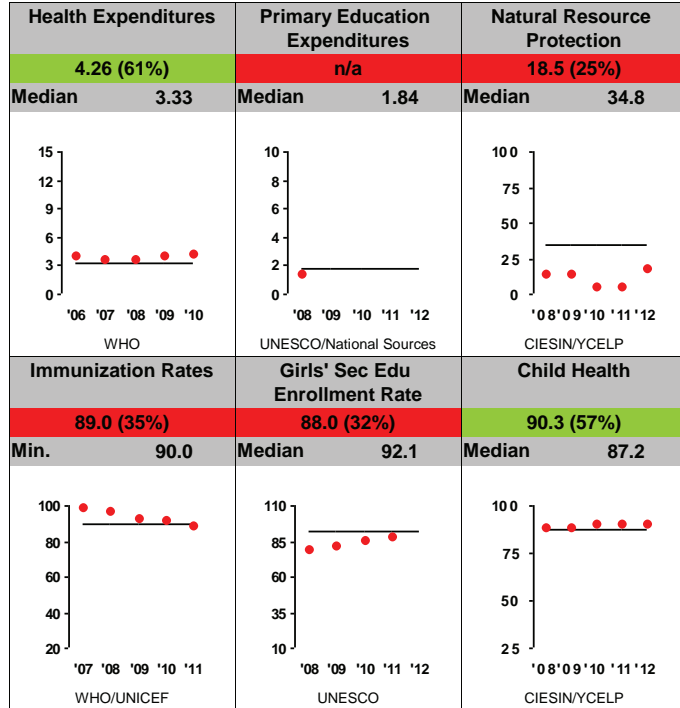 Health Expenditures
4.26 (61%)
Median 3.33
15
12
9
6
3
0
'06 '07 '08 '09 '10
WHO
Primary Education
Expenditures
n/a
Median 1.84
10
8
6
4
2
0
'08 '09 '10 '11 '12
UNESCO/National Sources
Natural Resource
Protection
18.5 (25%)
Median 34.8
100
75
50
25
0
'08 '09 '10 '11 '12
CIESIN/YCELP
Immunization Rates
89.0 (35%)
Min. 90.0
100
80
60
40
20
'07 '08 '09 '10 '11
WHO/UNICEF
Girls' Sec Edu
Enrollment Rate
88.0 (32%)
Median 92.1
110
85
60
35
10
'08 '09 '10 '11 '12
UNESCO
Child Health
90.3 (57%)
Median 87.2
100
75
50
25
'08 '09 '10 '11 '12
CIESIN/YCELP